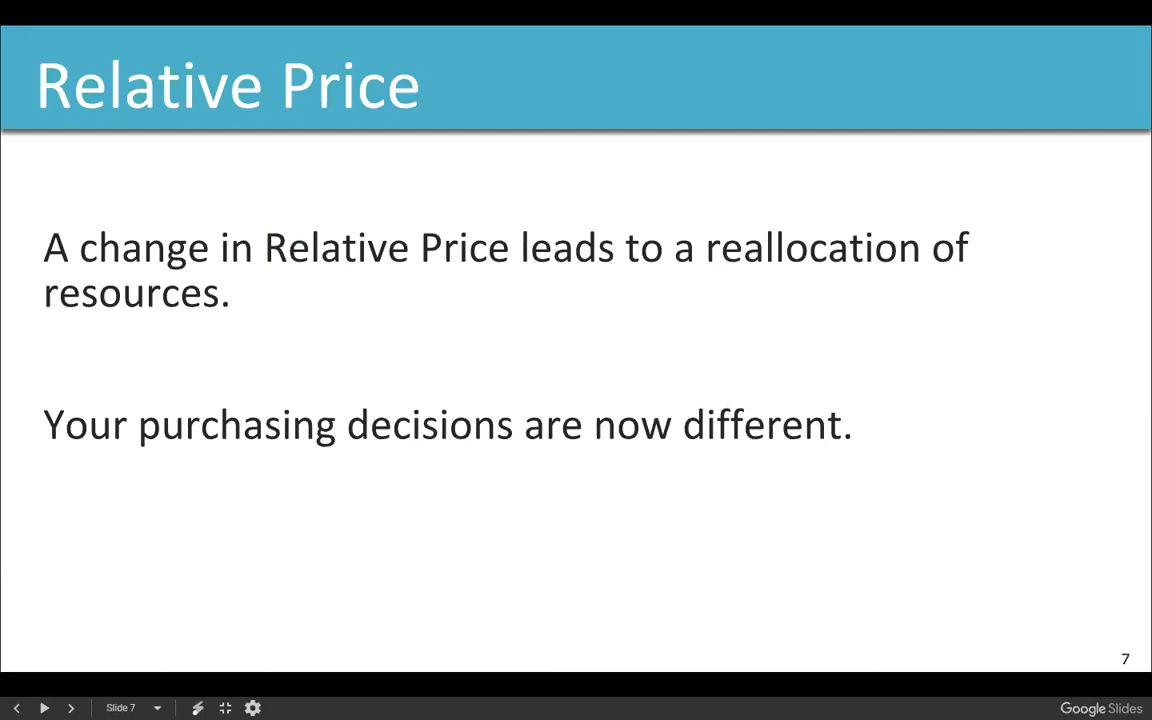 Relative Price
A change in Relative Price leads to a reallocation of
resources.
Your purchasing decisions are now different.
7
Slide 7
Google Slides